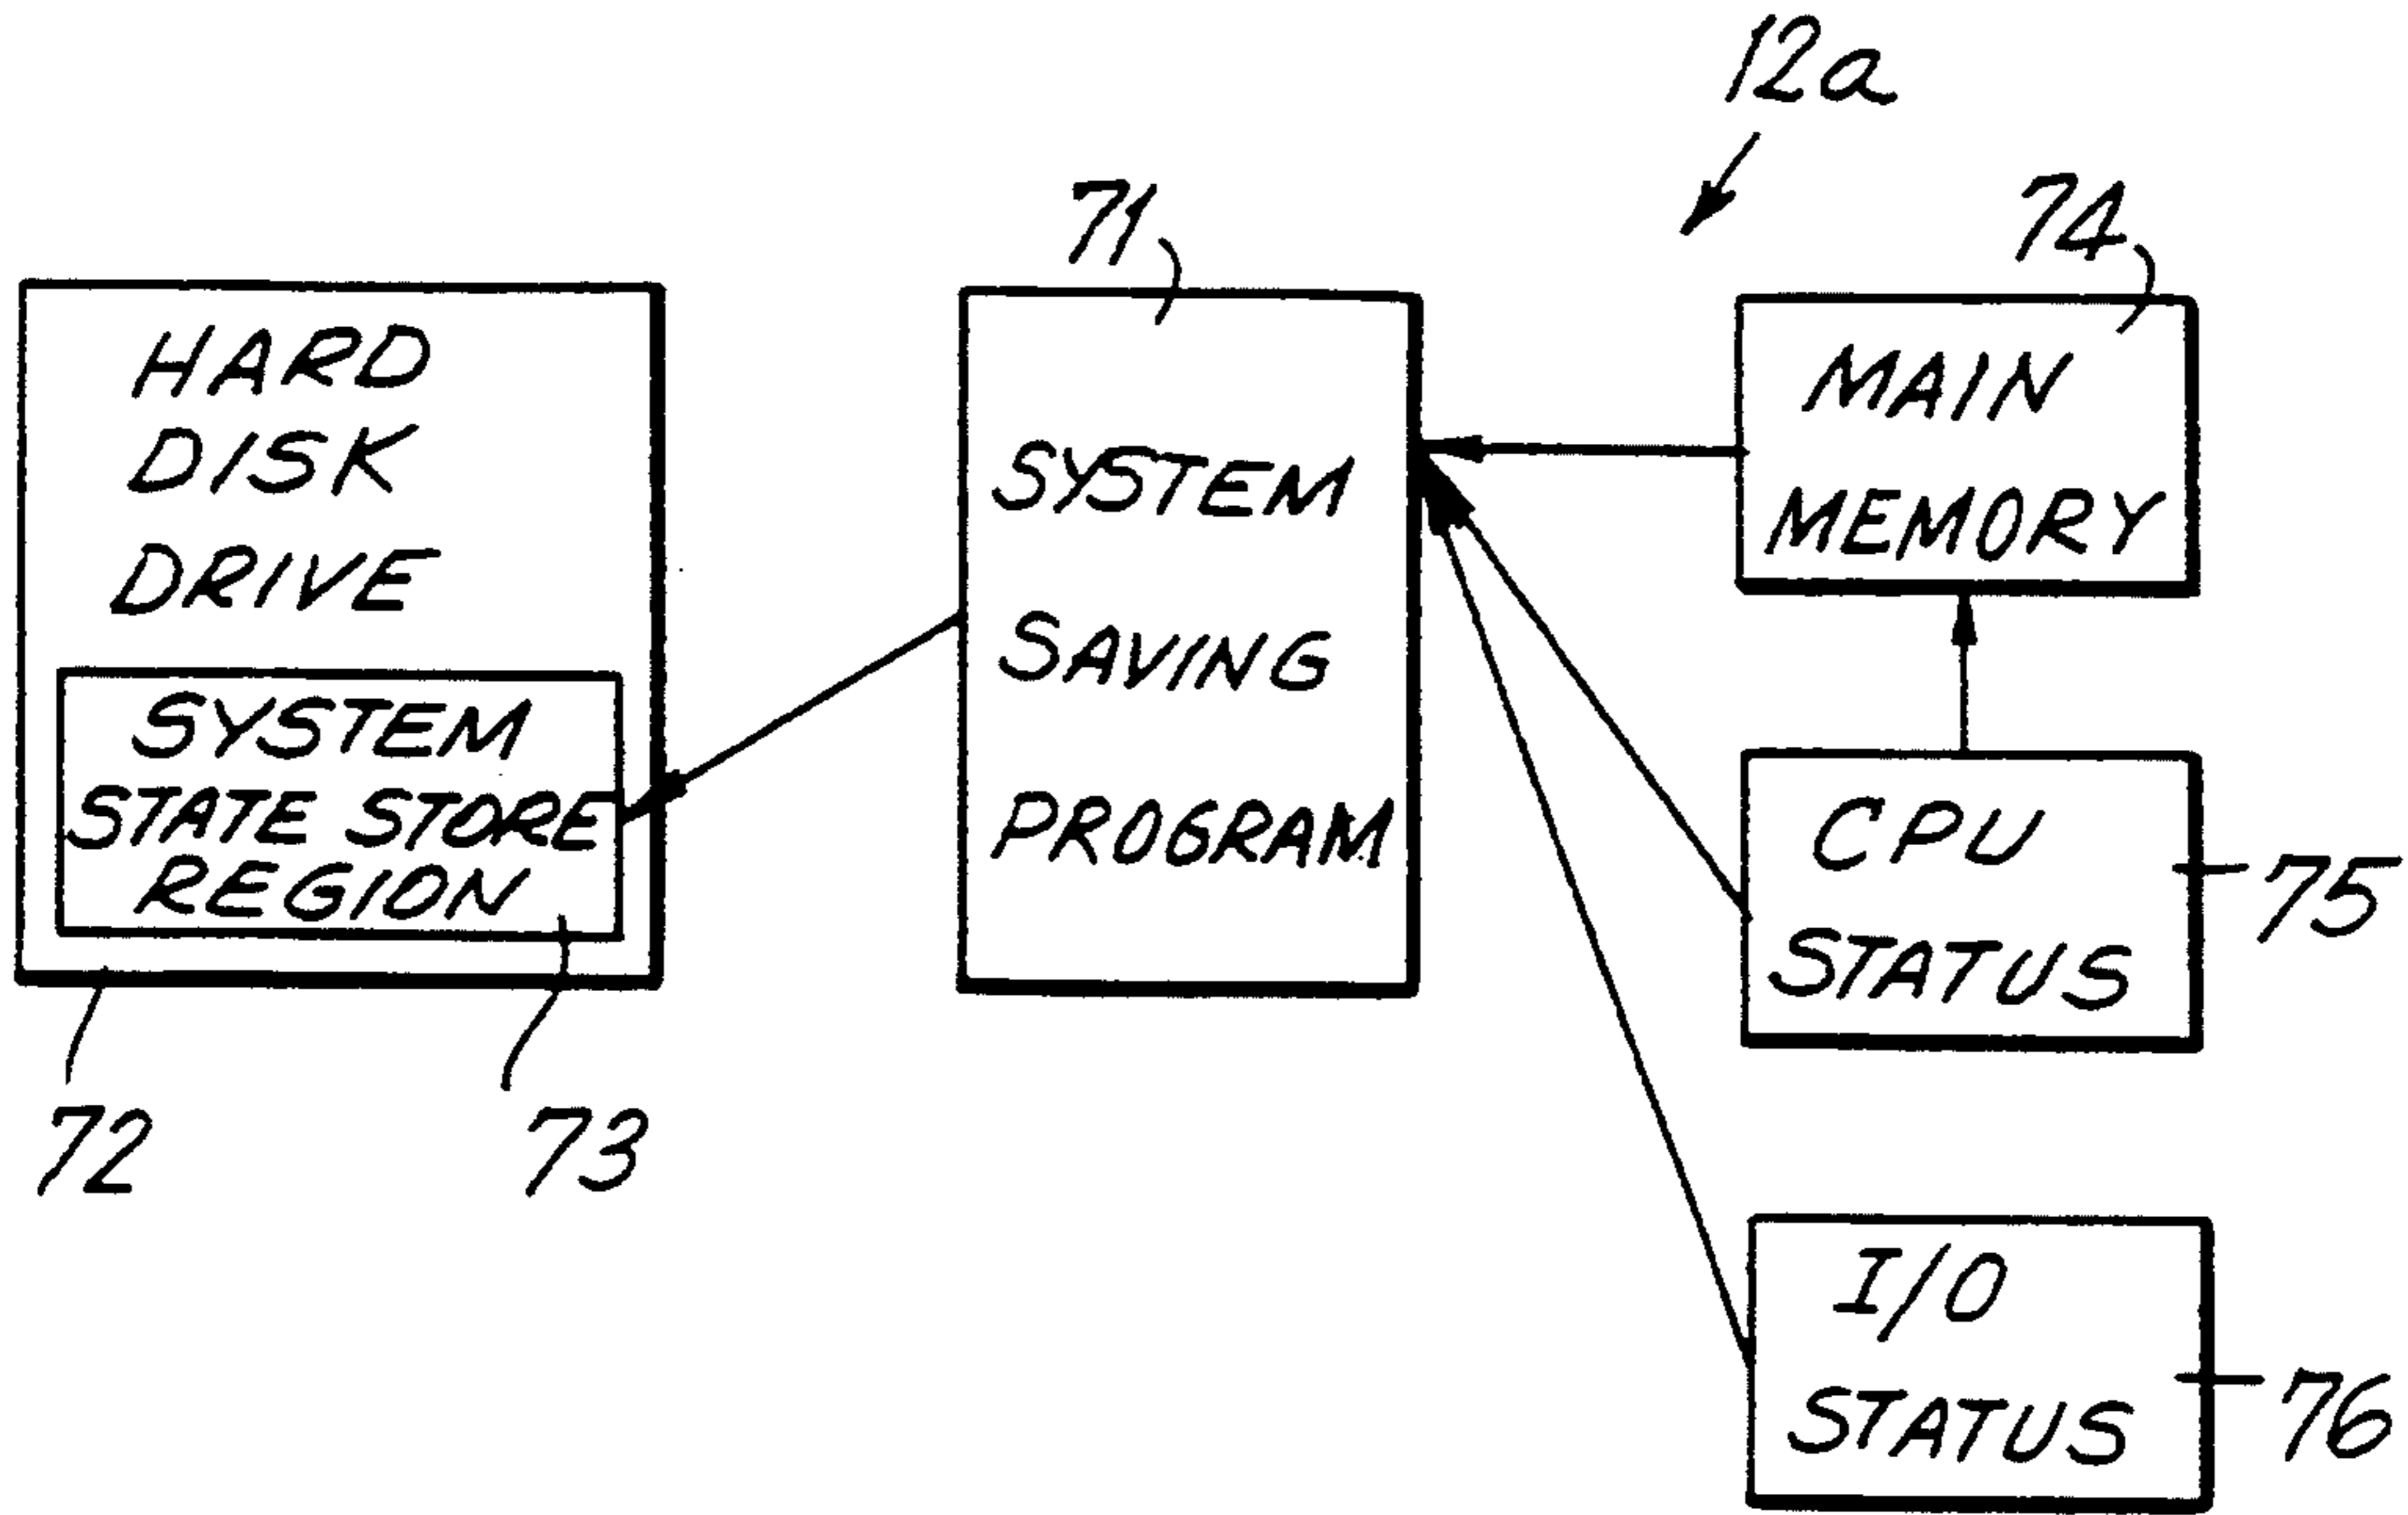 12a
71
74
HARD
DISK
DRIVE
SYSTEM
STATE STORE
REGION
72
73
SYSTEM
SAVING
PROGRAM
MAIN
MEMORY
CPU
STATUS
75
I/O
STATUS
76